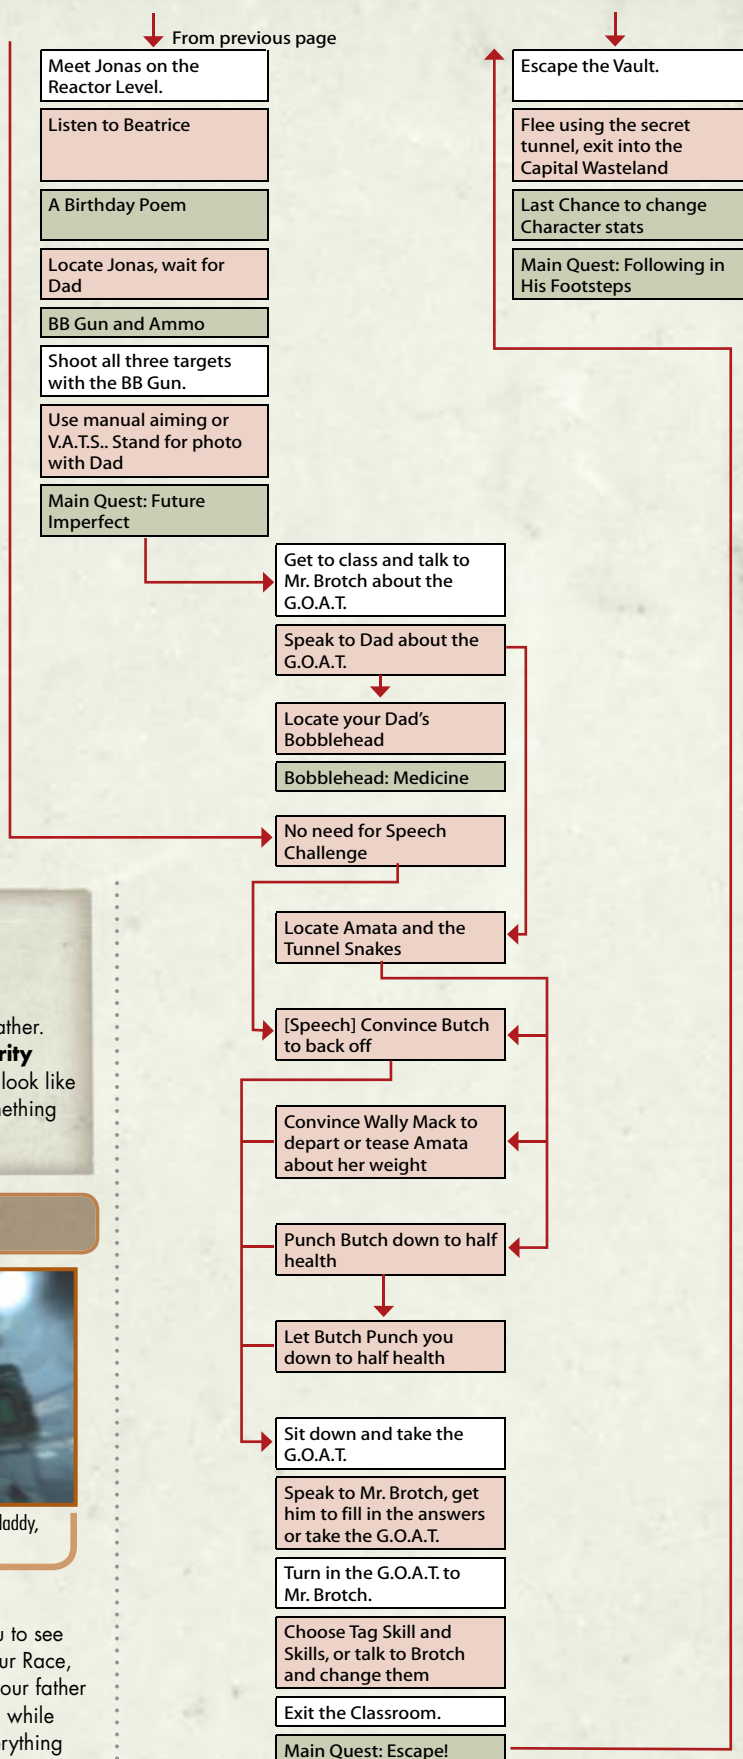 From previous page
Meet Jonas on the
Reactor Level.
Listen to Beatrice
A Birthday Poem
Locate Jonas, wait for
Dad
BB Gun and Ammo
Shoot all three targets
with the BB Gun.
Use manual aiming or
V.A.T.S.. Stand for photo
with Dad
Main Quest: Future
Imperfect
Escape the Vault.
Flee using the secret
tunnel, exit into the
Capital Wasteland
Last Chance to change
Character stats
Main Quest: Following in
His Footsteps
Get to class and talk to
Mr. Brotch about the
G.O.A.T.
Speak to Dad about the
G.O.A.T.
Locate your Dad's
Bobblehead
Bobblehead: Medicine
No need for Speech
Challenge
Locate Amata and the
Tunnel Snakes
[Speech] Convince Butch
to back off
Convince Wally Mack to
depart or tease Amata
about her weight
Punch Butch down to half
health
Let Butch Punch you
down to half health
Sit down and take the
G.O.A.T.
Speak to Mr. Brotch, get
him to fill in the answers
or take the G.O.A.T.
Turn in the G.O.A.T. to
Mr. Brotch.
Choose Tag Skill and
Skills, or talk to Brotch
and change them
Exit the Classroom.
Main Quest: Escape!
look like
to see
Race,
our father
while